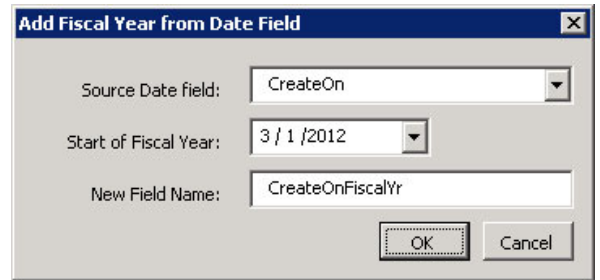 Add Fiscal Year from Date Field
Source Date field: CreateOn
Start of Fiscal Year: 3 / 1 /2012
New Field Name: CreateOnFiscalYr
OK Cancel